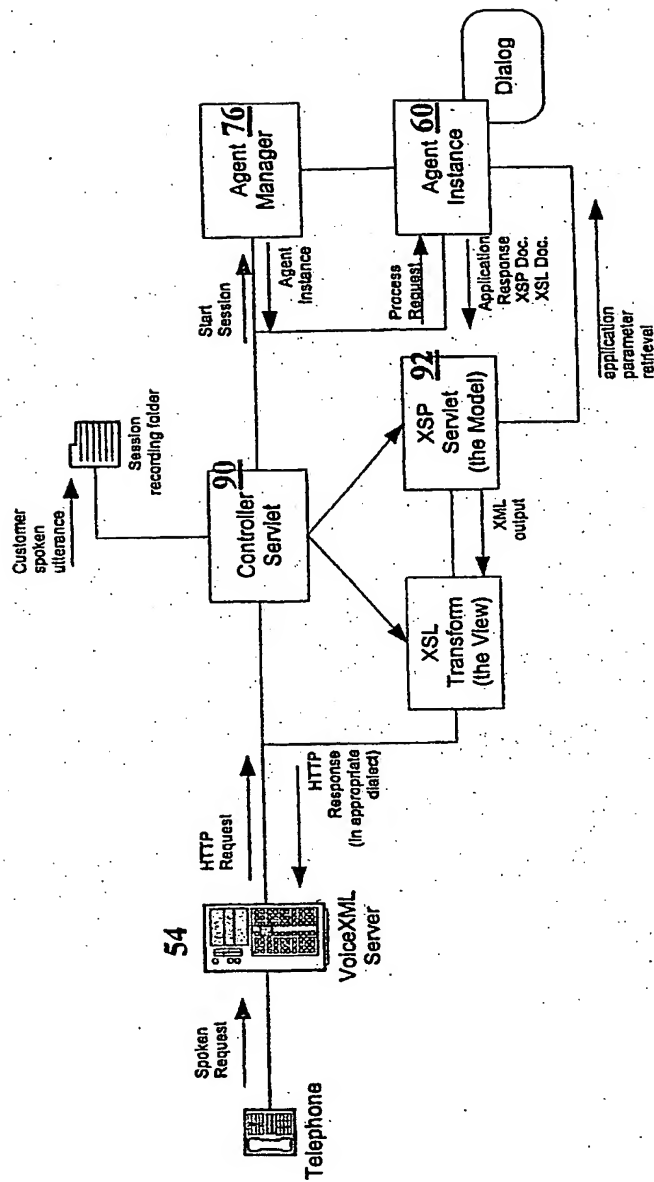 Telephone
Spoken
Request
54
VoiceXML
Server
HTTP
Request
HTTP
Response
(In appropriate
dialect)
Customer
spoken
utterance
Session
recording folder
90
Controller
Servlet
XSL
Transform
(the View)
XML
output
92
XSP
Servlet
(the Model)
Start
Session
Agent
Instance
Agent 76
Manager
Process
Request
Application
Response
XSP Doc.
XSL Doc.
Agent 60
Instance
Dialog
application
parameter
retrieval